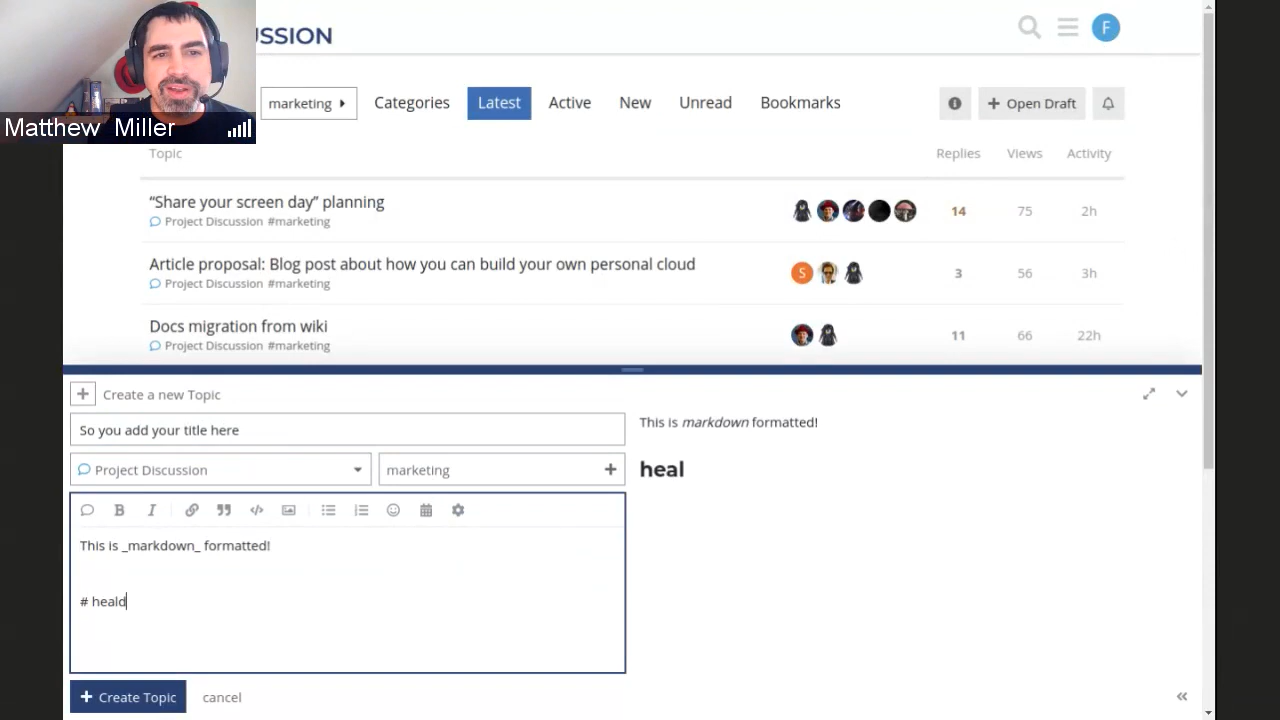 SSION
F
Matthew Miller
marketing
Categories
Latest
Active
New
Unread
Bookmarks
+ Open Draft
Topic
Replies
Views
Activity
“Share your screen day” planning
Project Discussion #marketing
14
75
2h
Article proposal: Blog post about how you can build your own personal cloud
Project Discussion #marketing
S
3
56
3h
Docs migration from wiki
Project Discussion #marketing
11
66
22h
Create a new Topic
So you add your title here
Project Discussion
marketing
This is _markdown_ formatted!
# heald
This is markdown formatted!
heal
+ Create Topic
cancel